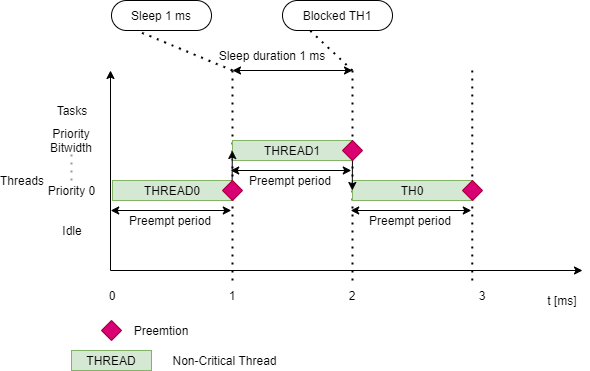 Sleep 1 ms
Blocked TH1
Sleep duration 1 ms
Tasks
Priority
Bitwidth
THREAD1
Preempt period
Threads
Priority 0
THREAD0
TH0
Preempt period
Preempt period
Idle
0
1
2
3
t [ms]
Preemtion
THREAD
Non-Critical Thread